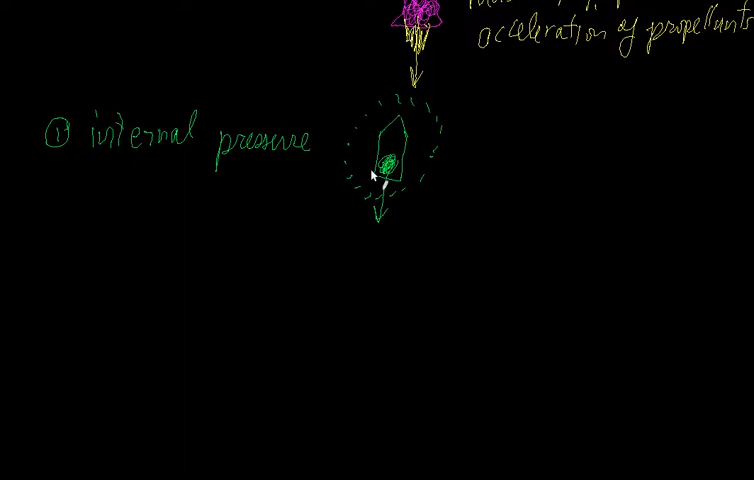 acceleration of propellants
① internal pressure